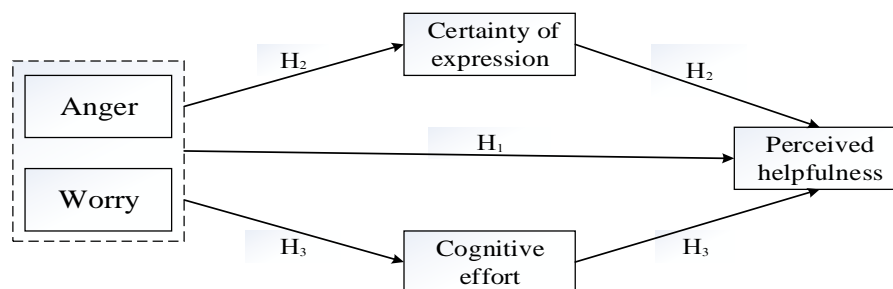 Certainty of
expression
H₂
H₂
Anger
H₁
Perceived
helpfulness
Worry
H₃
Cognitive
effort
H₃